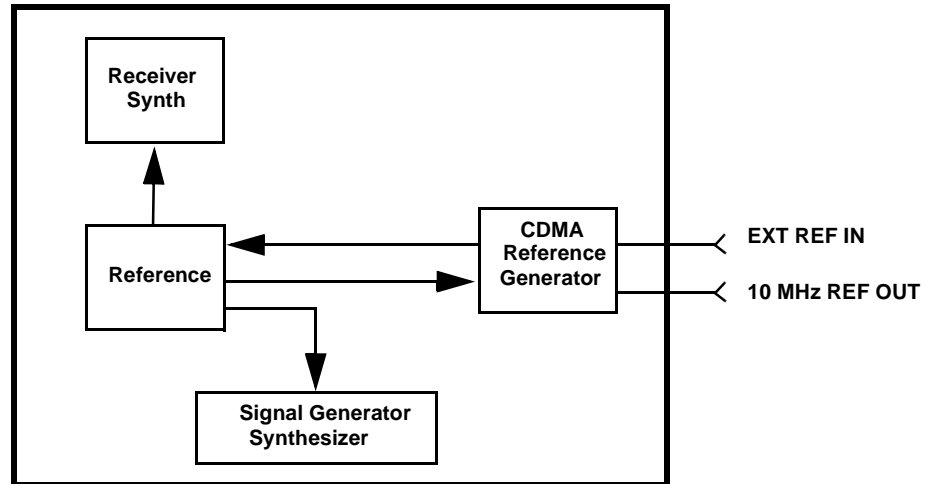 Receiver
Synth
CDMA
Reference
Generator
EXT REF IN
Reference
10 MHz REF OUT
Signal Generator
Synthesizer